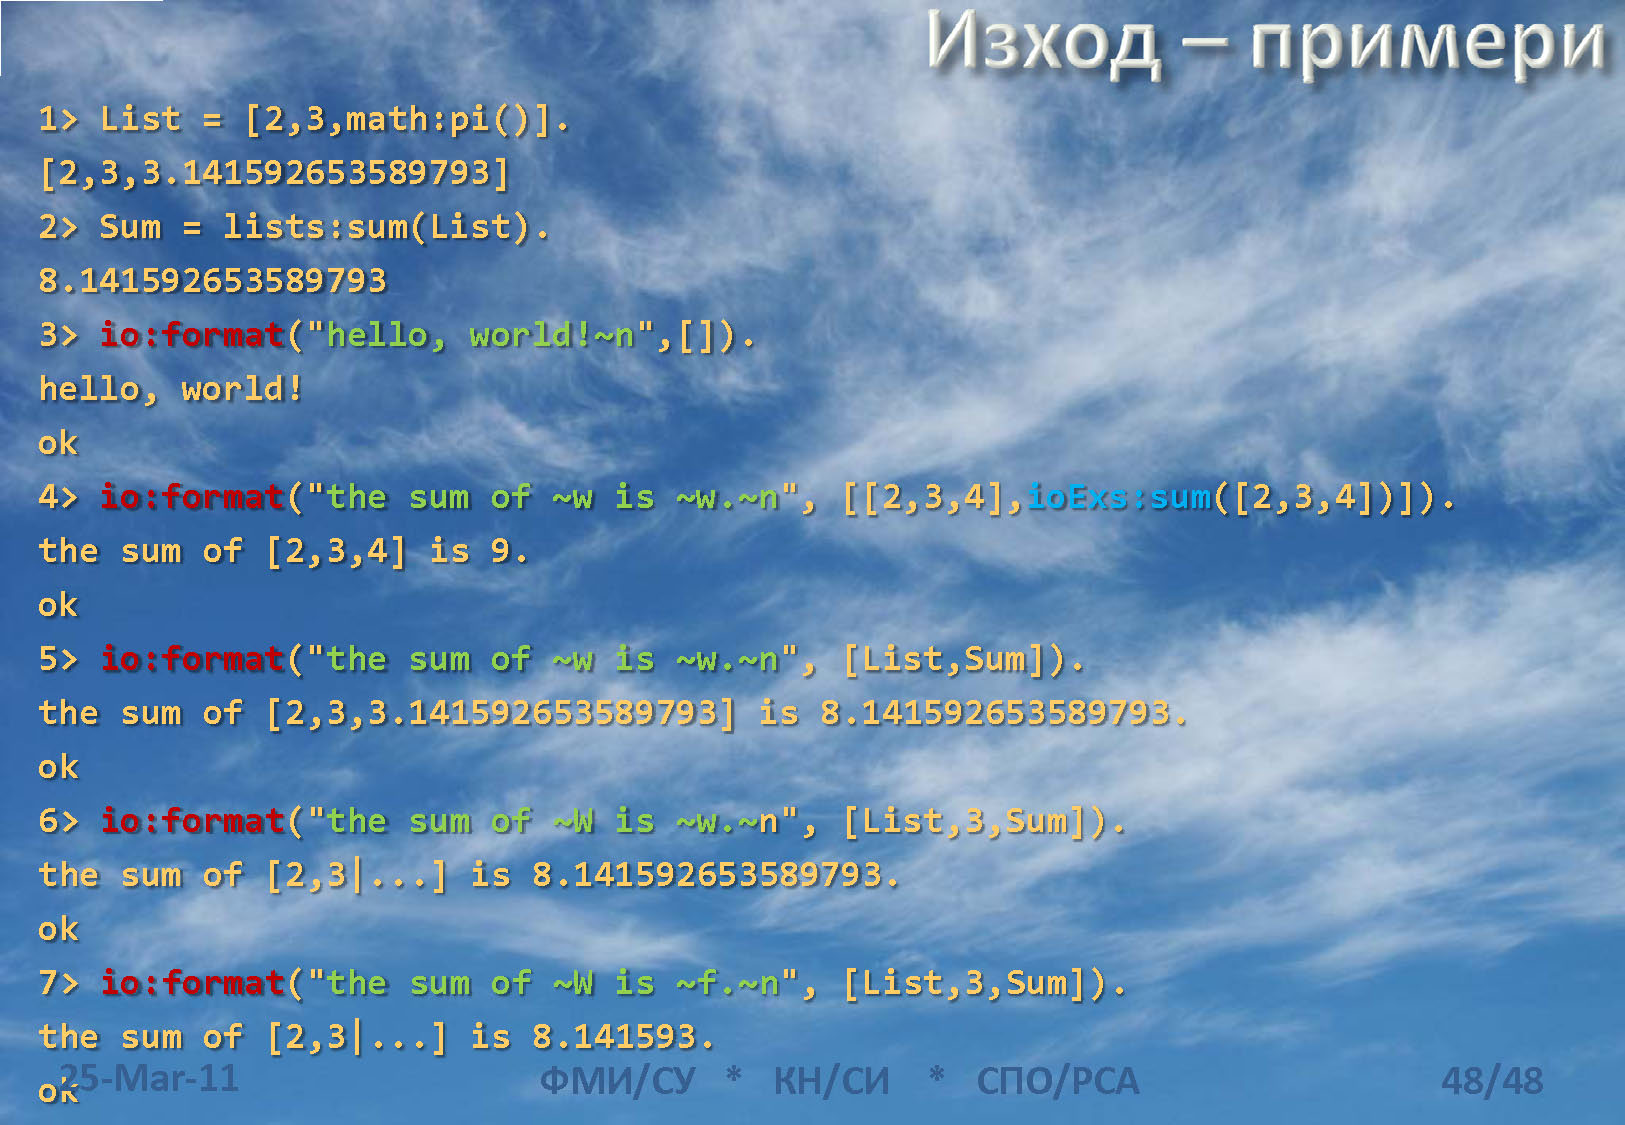 Изход – примери
1> List = [2,3,math:pi()].
[2,3,3.141592653589793]
2> Sum = lists:sum(List).
8.141592653589793
3> io:format("hello, world!~n",[]).
hello, world!
ok
4> io:format("the sum of ~w is ~w.~n", [[2,3,4],ioExs:sum([2,3,4])]).
the sum of [2,3,4] is 9.
ok
5> io:format("the sum of ~w is ~w.~n", [List,Sum]).
the sum of [2,3,3.141592653589793] is 8.141592653589793.
ok
6> io:format("the sum of ~W is ~w.~n", [List,3,Sum]).
the sum of [2,3|...] is 8.141592653589793.
ok
7> io:format("the sum of ~W is ~f.~n", [List,3,Sum]).
the sum of [2,3|...] is 8.141593.
ok
25-Mar-11 ФМИ/СУ * КН/СИ * СПО/РСА 48/48